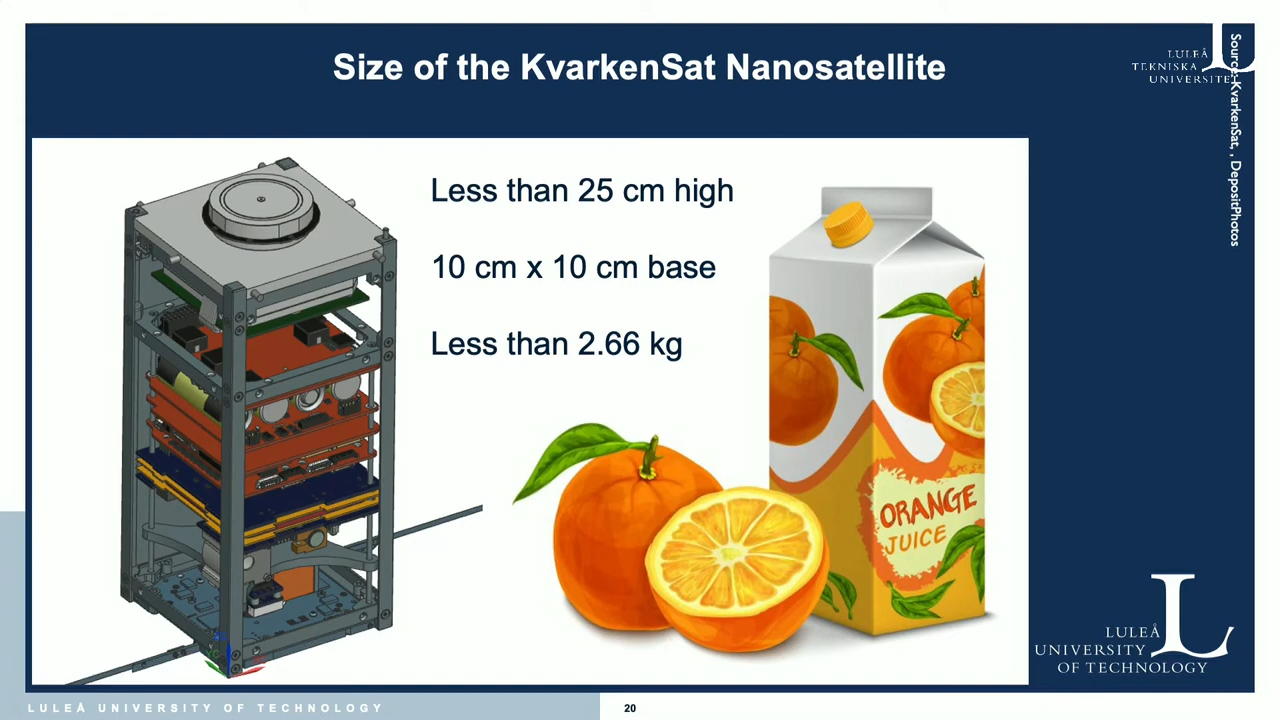 Size of the KvarkenSat Nanosatellite
LULEÅ
TEKNISKA
UNIVERSITE
Source: KvarkenSat, , DepositPhotos
Less than 25 cm high
10 cm x 10 cm base
Less than 2.66 kg
ORANGE
JUICE
LULEÅ
UNIVERSITY
OF TECHNOLOGY
LULEÅ UNIVERSITY OF TECHNOLOGY
20